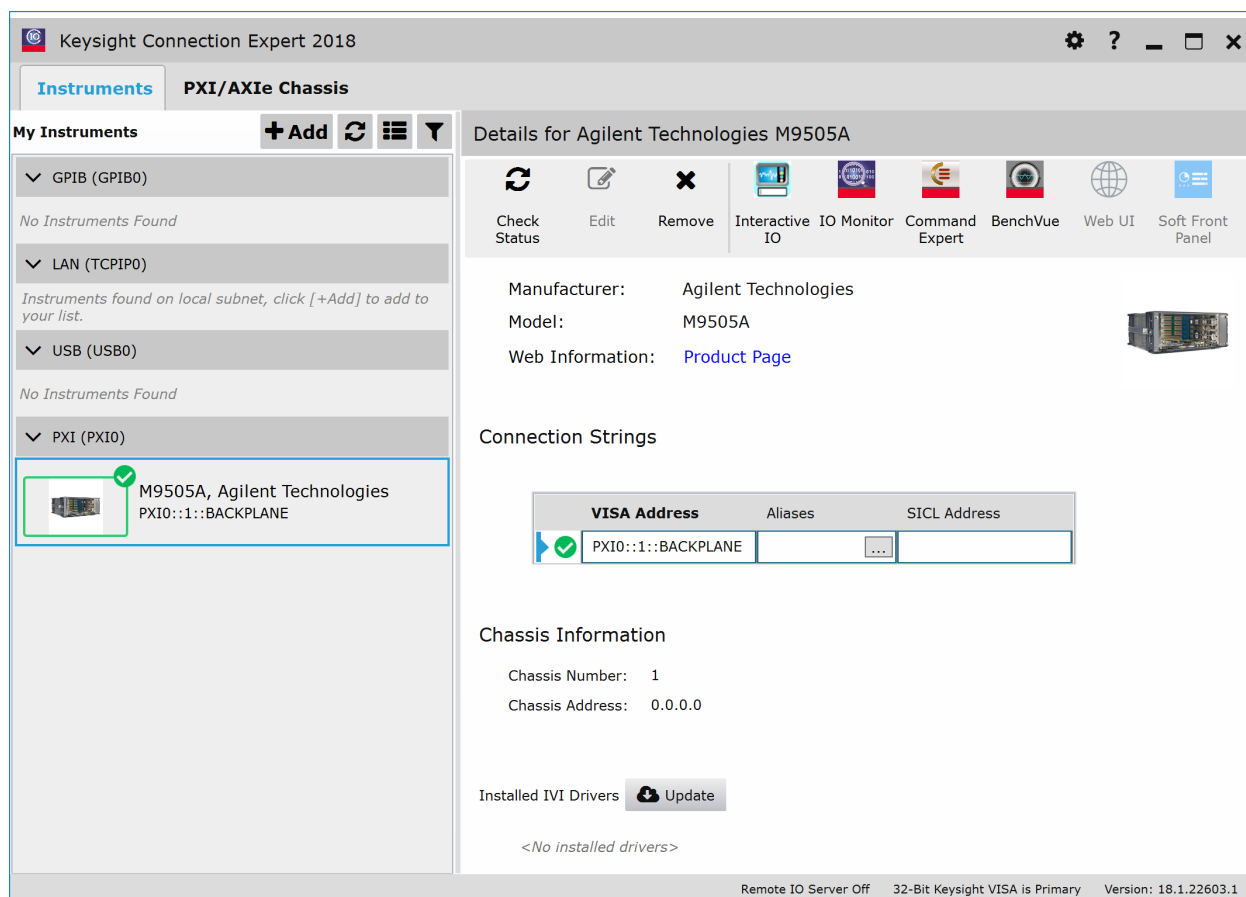 Keysight Connection Expert 2018
?
Instruments
PXI/AXIe Chassis
My Instruments
Add
GPIB (GPIB0)
No Instruments Found
LAN (TCPIP0)
Instruments found on local subnet, click [+Add] to add to
your list.
USB (USB0)
No Instruments Found
PXI (PXI0)
M9505A, Agilent Technologies
PXI0::1::BACKPLANE
Details for Agilent Technologies M9505A
Check
Status
Edit
Remove
Interactive
IO
IO Monitor
Command
Expert
BenchVue
Web UI
Soft Front
Panel
Manufacturer: Agilent Technologies
Model: M9505A
Web Information: Product Page
Connection Strings
VISA Address Aliases SICL Address
PXI0::1::BACKPLANE ...
Chassis Information
Chassis Number: 1
Chassis Address: 0.0.0.0
Installed IVI Drivers Update
<No installed drivers>
Remote IO Server Off 32-Bit Keysight VISA is Primary Version: 18.1.22603.1